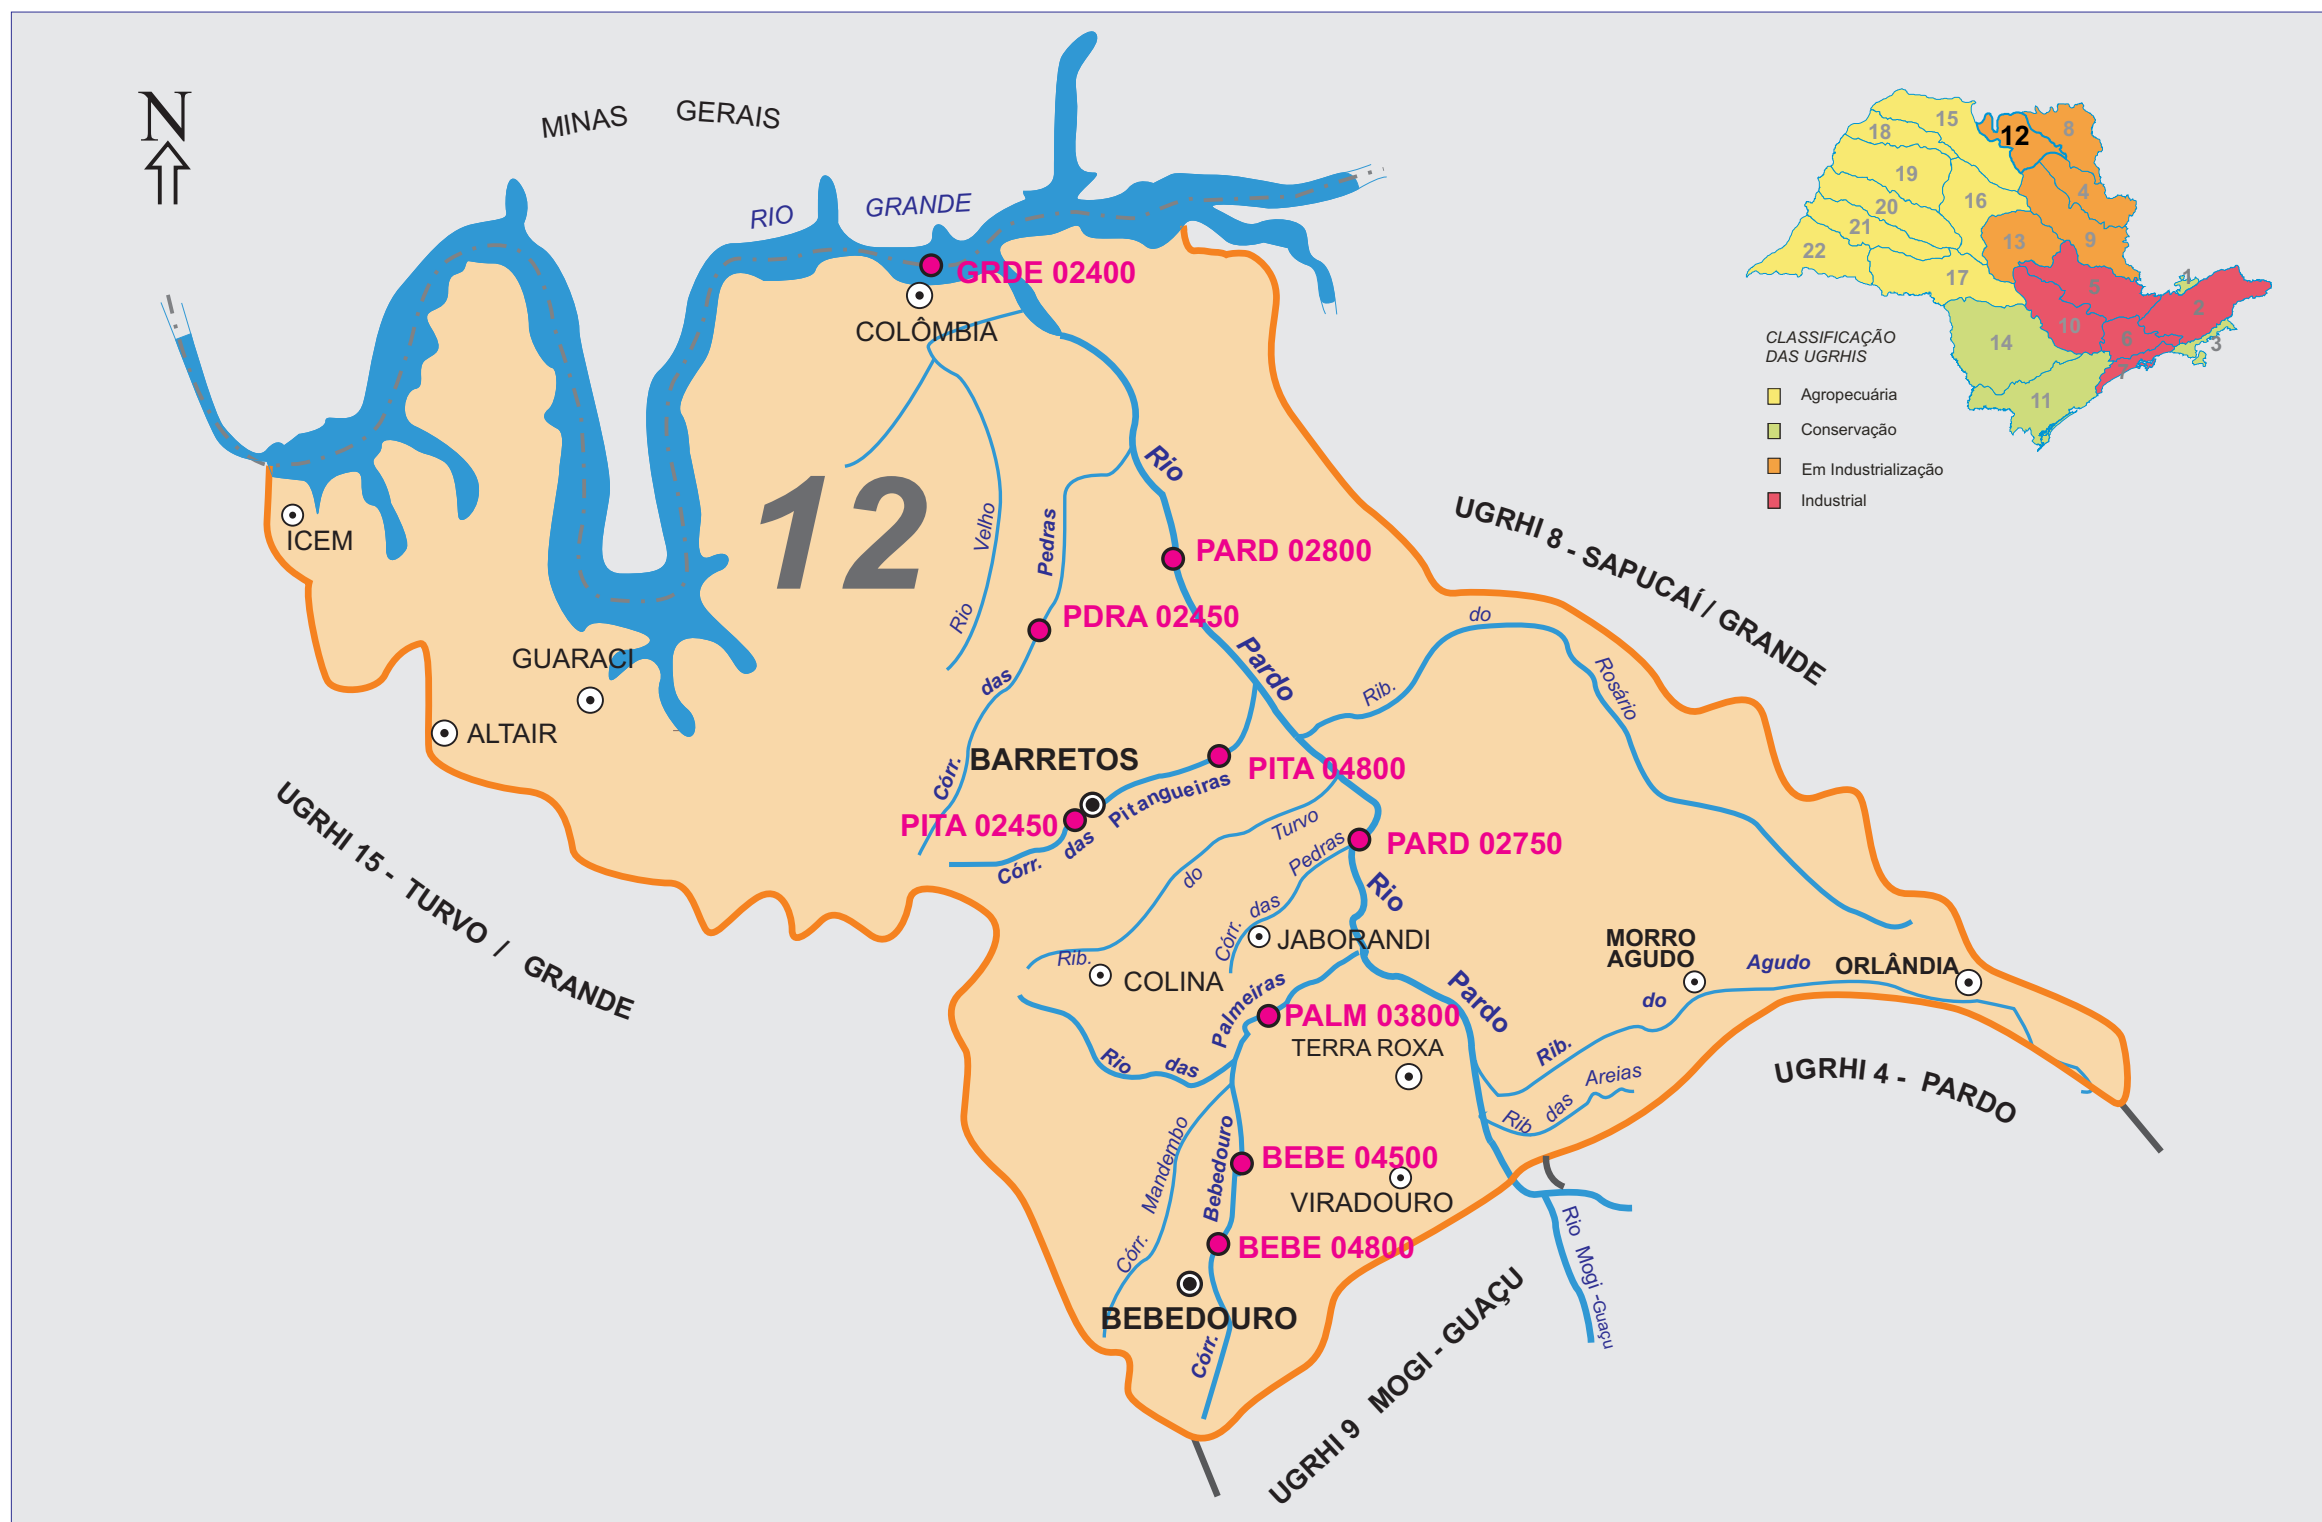 N
MINAS GERAIS
RIO GRANDE
GRDE 02400
COLÔMBIA
12
ICEM
GUARACI
ALTAIR
Rio Velho
Córr. das Pedras
Rio Pardo
PARD 02800
PDRA 02450
Rib. do Rosário
BARRETOS
PITA 04800
PITA 02450
Córr. das Pitangueiras
Rib. do Turvo
Córr. das Pedras
PARD 02750
Rio Pardo
JABORANDI
COLINA
MORRO
AGUDO
ORLÂNDIA
Rib. do Agudo
Rio das Palmeiras
PALM 03800
TERRA ROXA
Rib das Areias
Córr. Mandembo
Córr. Bebedouro
BEBE 04500
VIRADOURO
BEBE 04800
BEBEDOURO
Rio Mogi -Guaçu
UGRHI 8 - SAPUCAÍ / GRANDE
UGRHI 15 - TURVO / GRANDE
UGRHI 4 - PARDO
UGRHI 9 MOGI - GUAÇU
15
18
12
8
19
4
16
20
21
13
9
22
17
1
5
2
10
6
3
14
7
11
CLASSIFICAÇÃO
DAS UGRHIS
Agropecuária
Conservação
Em Industrialização
Industrial